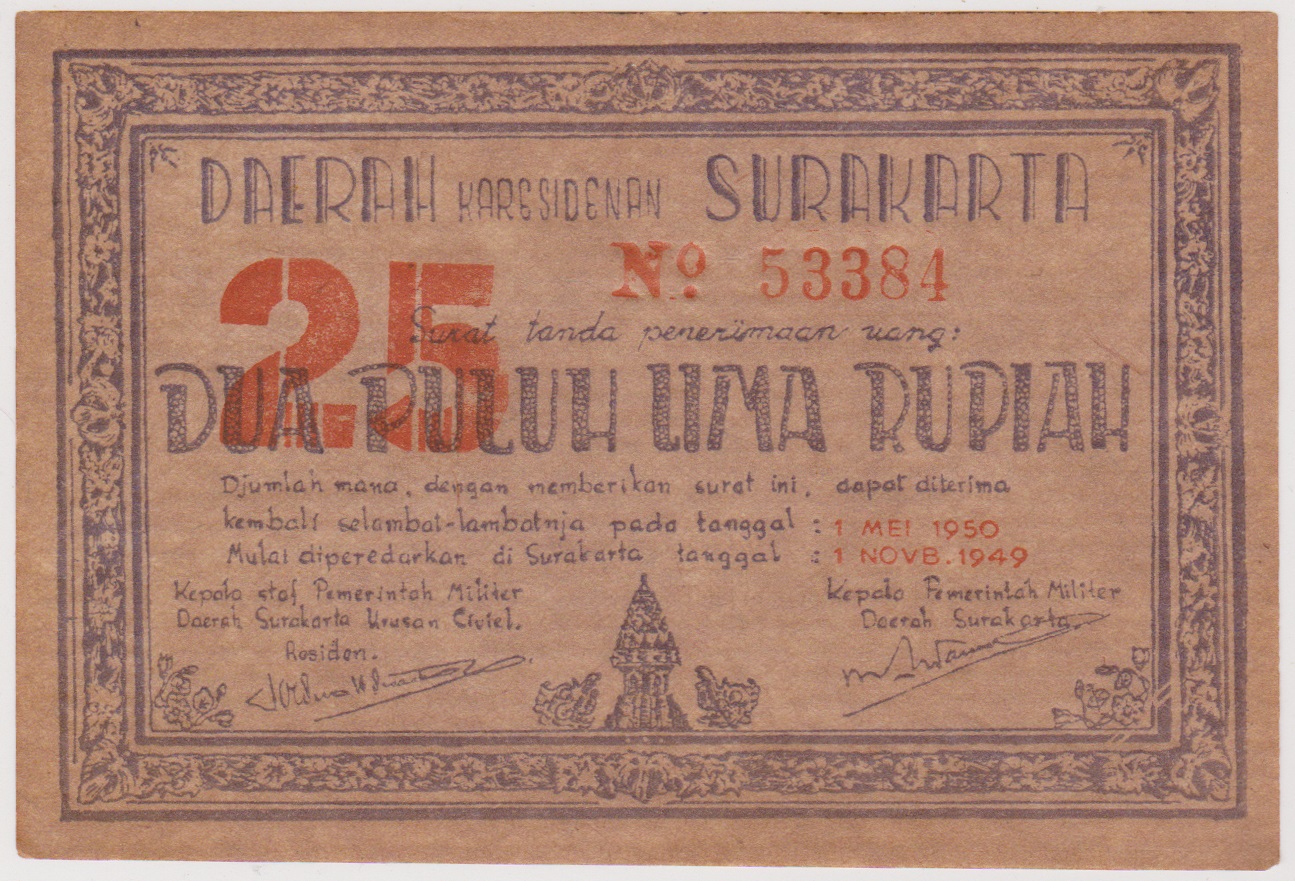 DAERAH KARESIDENAN SURAKARTA
25
No. 53384
Surat tanda penerimaan uang:
DUA PULUH LIMA RUPIAH
Djumlah mana, dengan memberikan surat ini, dapat diterima
kembali selambat-lambatnja pada tanggal : 1 MEI 1950
Mulai diperedarkan di Surakarta tanggal : 1 NOVB. 1949
Kepala staf Pemerintah Militer
Daerah Surakarta Urusan Civiel.
Residen.
Kepala Pemerintah Militer
Daerah Surakarta.